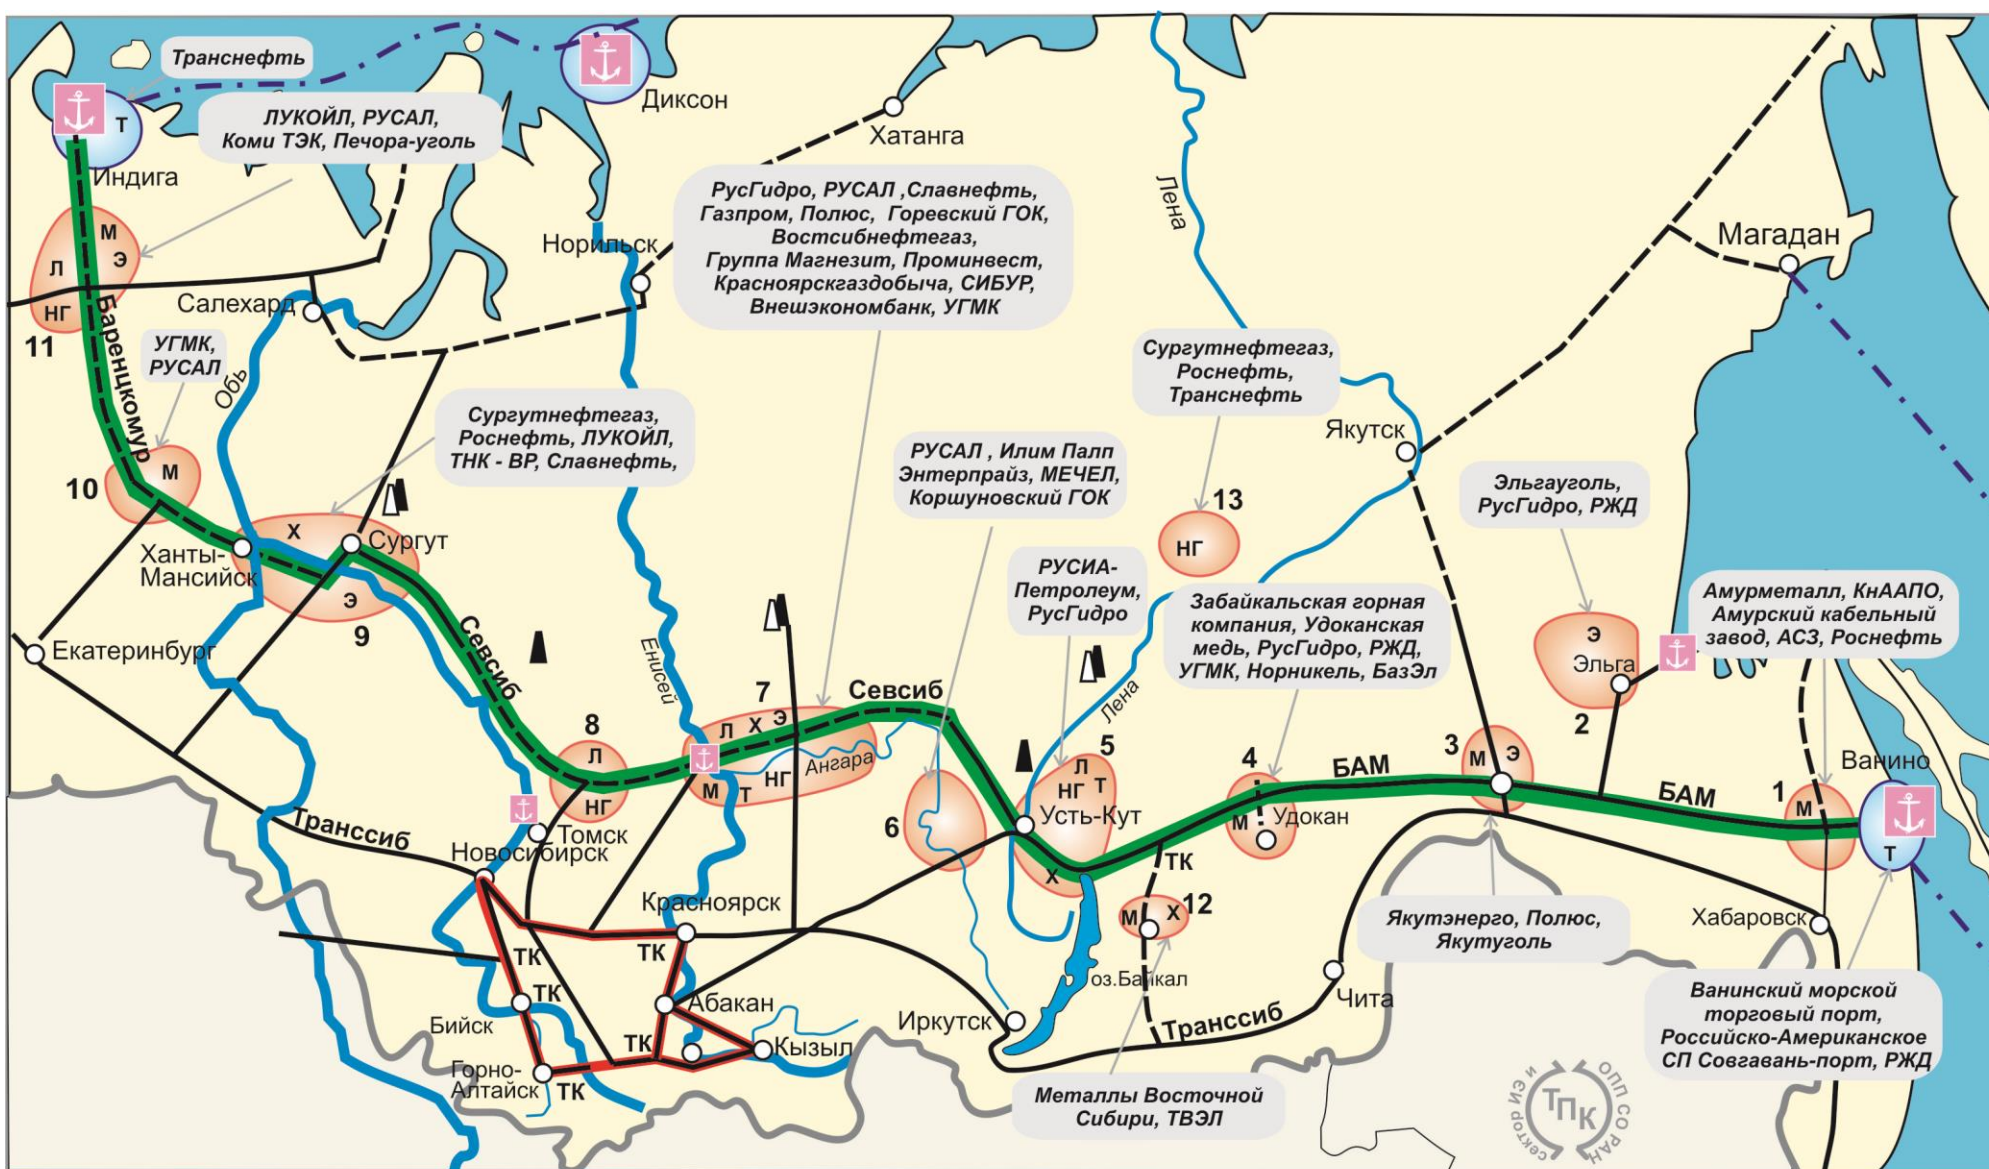 Транснефть
Диксон
ЛУКОЙЛ, РУСАЛ,
Коми ТЭК, Печора-уголь
Т
Индига
Хатанга
Лена
РусГидро, РУСАЛ ,Славнефть,
Газпром, Полюс, Горевский ГОК,
Востсибнефтегаз,
Группа Магнезит, Проминвест,
Красноярскгаздобыча, СИБУР,
Внешэкономбанк, УГМК
Норильск
Магадан
М
Э
Л
НГ
11
Баренцкомур
Салехард
УГМК,
РУСАЛ
Обь
Сургутнефтегаз,
Роснефть,
Транснефть
Сургутнефтегаз,
Роснефть, ЛУКОЙЛ,
ТНК - ВР, Славнефть,
РУСАЛ , Илим Палп
Энтерпрайз, МЕЧЕЛ,
Коршуновский ГОК
Якутск
10
М
13
НГ
Эльгауголь,
РусГидро, РЖД
Х
Сургут
Ханты-
Мансийск
Э
9
РУСИА-
Петролеум,
РусГидро
Забайкальская горная
компания, Удоканская
медь, РусГидро, РЖД,
УГМК, Норникель, БазЭл
Амурметалл, КнААПО,
Амурский кабельный
завод, АСЗ, Роснефть
Екатеринбург
Севсиб
Енисей
Лена
Э
Эльга
2
7
Севсиб
Л Х Э
НГ
М Т
Ангара
8
Л
НГ
5
Л
НГ Т
Усть-Кут
Х
6
4
М
Удокан
БАМ
3
М Э
БАМ
1
М
Ванино
Т
Транссиб
Томск
Новосибирск
ТК
Красноярск
М Х 12
Хабаровск
Якутэнерго, Полюс,
Якутуголь
ТК
ТК
ТК
Абакан
оз.Байкал
Чита
Ванинский морской
торговый порт,
Российско-Американское
СП Совгавань-порт, РЖД
Бийск
Иркутск
Транссиб
ТК
Кызыл
Горно-
Алтайск
ТК
Металлы Восточной
Сибири, ТВЭЛ
сектор ЭИ и
ТПК
ОПП СО РАН